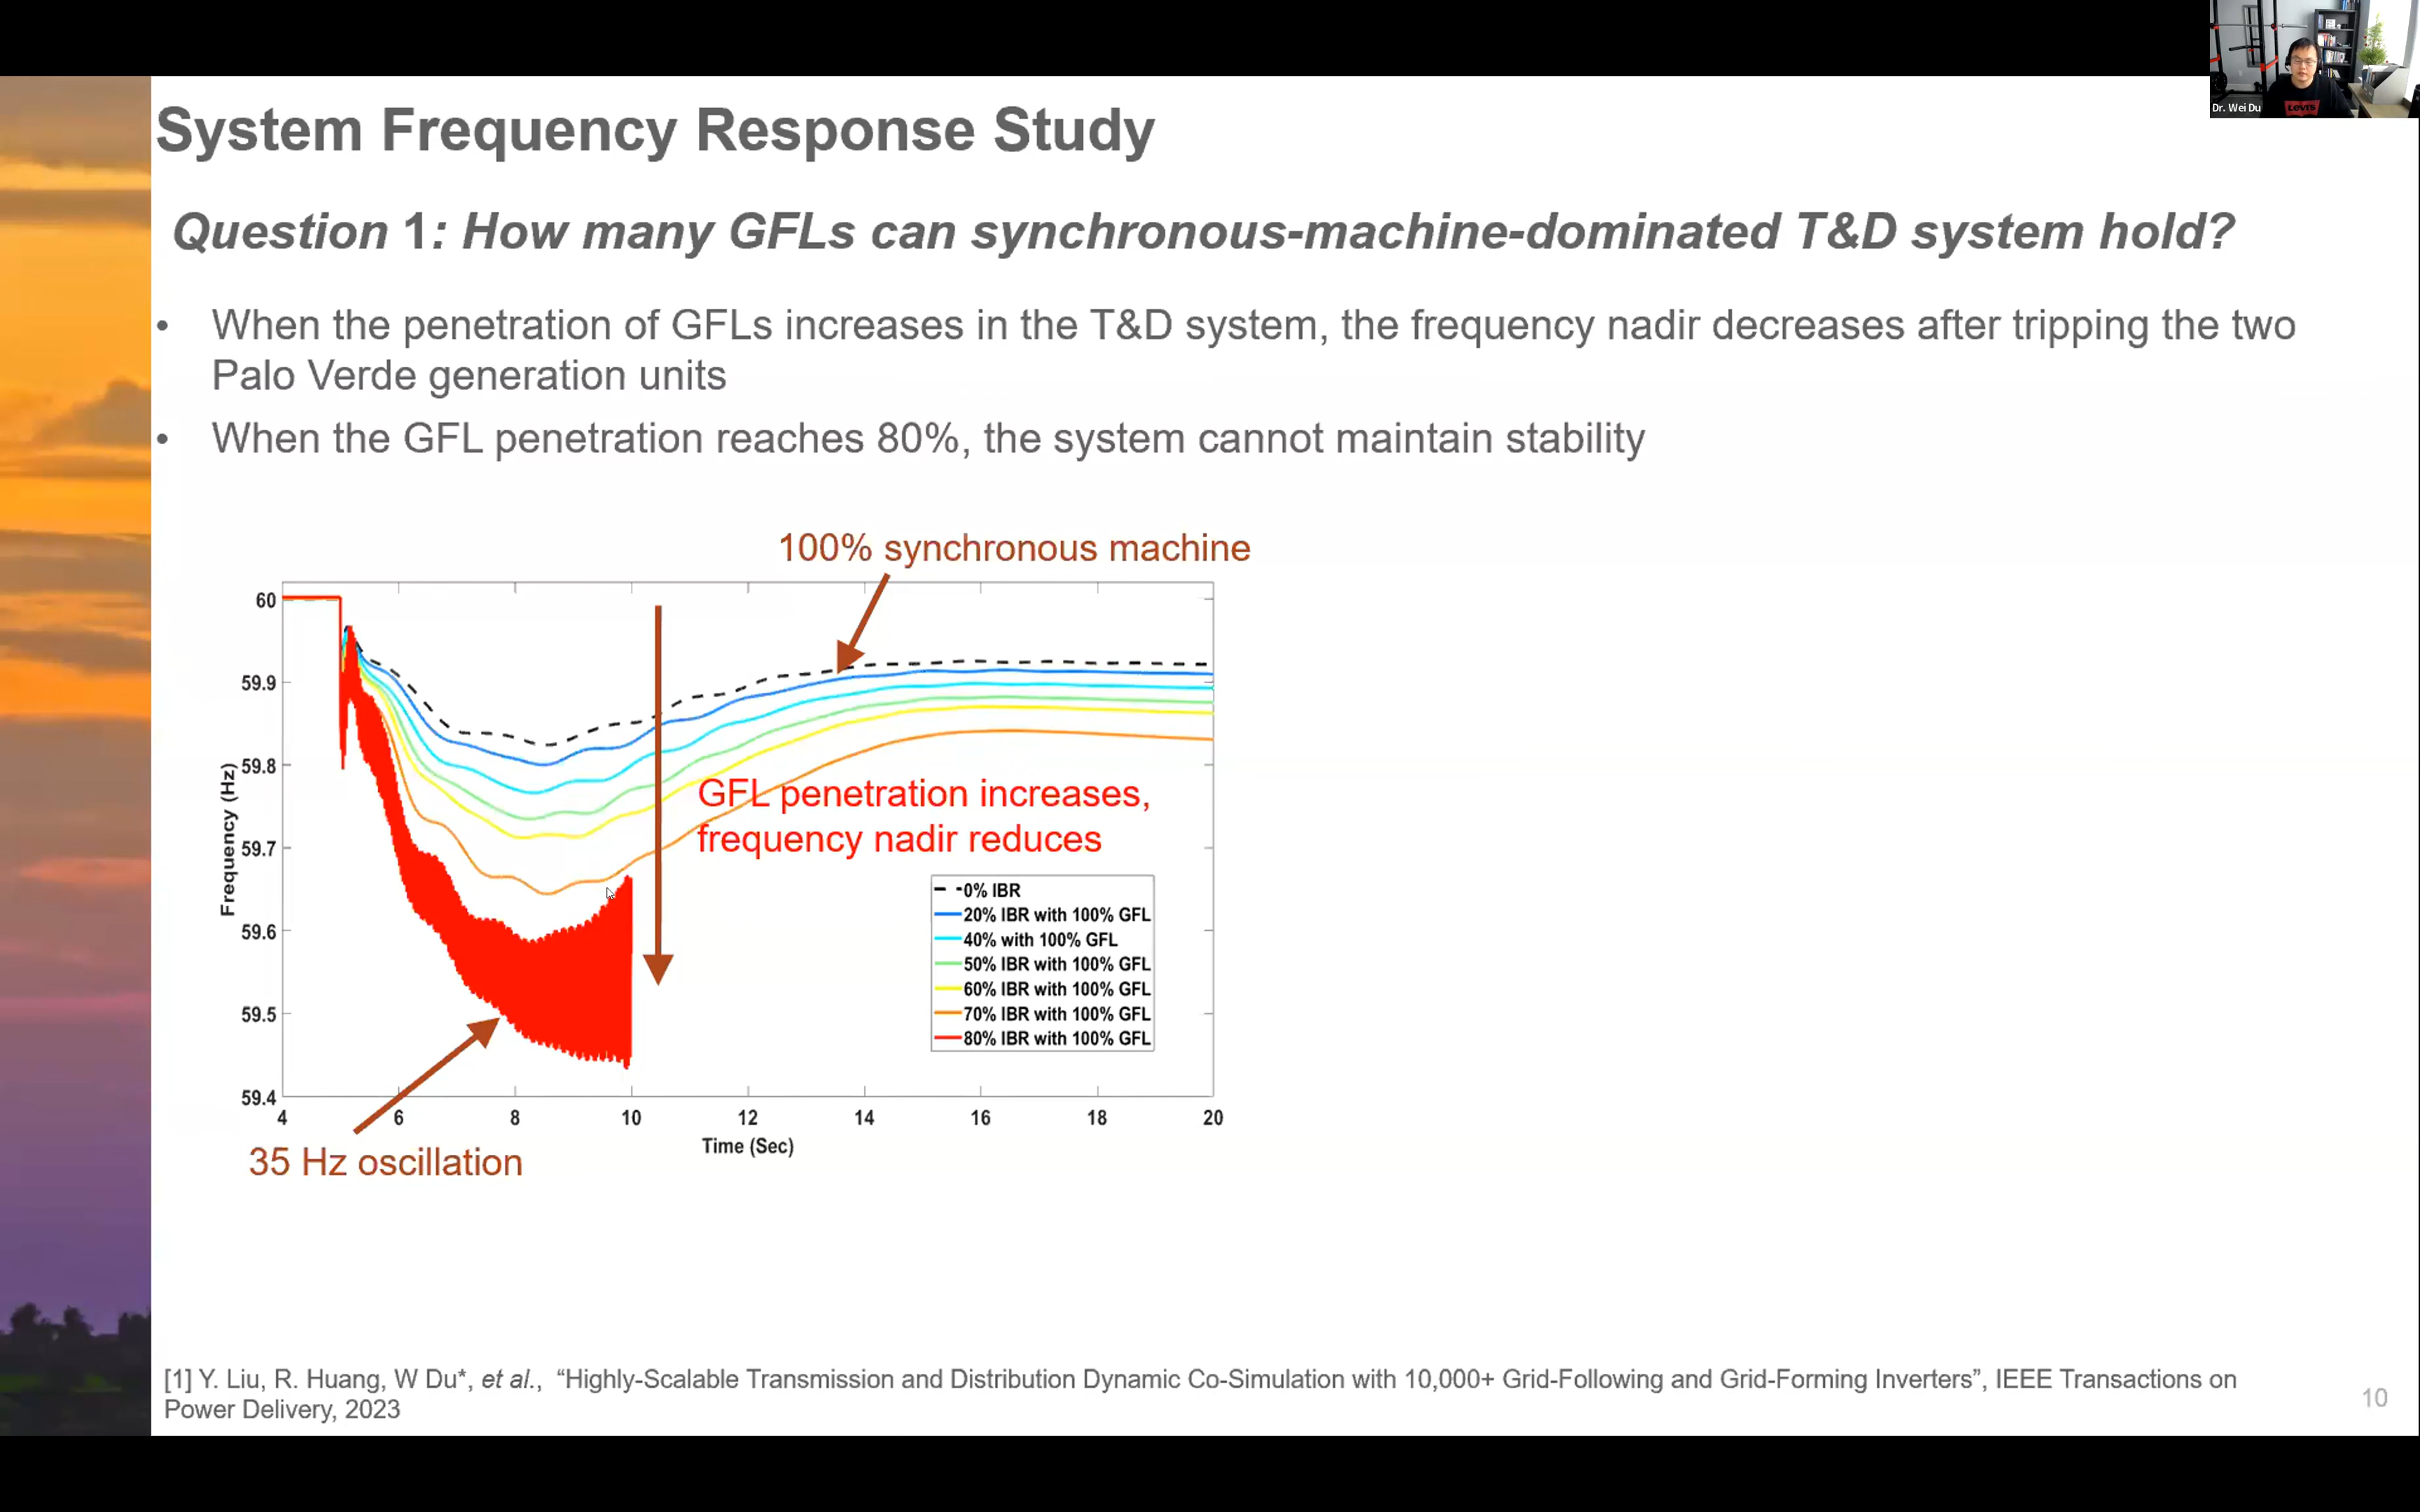 Dr. Wei Du
Levi's
System Frequency Response Study
Question 1: How many GFLs can synchronous-machine-dominated T&D system hold?
• When the penetration of GFLs increases in the T&D system, the frequency nadir decreases after tripping the two
Palo Verde generation units
• When the GFL penetration reaches 80%, the system cannot maintain stability
100% synchronous machine
60
59.9
59.8
59.7
59.6
59.5
59.4
Frequency (Hz)
GFL penetration increases,
frequency nadir reduces
0% IBR
20% IBR with 100% GFL
40% with 100% GFL
50% IBR with 100% GFL
60% IBR with 100% GFL
70% IBR with 100% GFL
80% IBR with 100% GFL
4 6 8 10 12 14 16 18 20
Time (Sec)
35 Hz oscillation
[1] Y. Liu, R. Huang, W Du*, et al., “Highly-Scalable Transmission and Distribution Dynamic Co-Simulation with 10,000+ Grid-Following and Grid-Forming Inverters”, IEEE Transactions on
Power Delivery, 2023
10